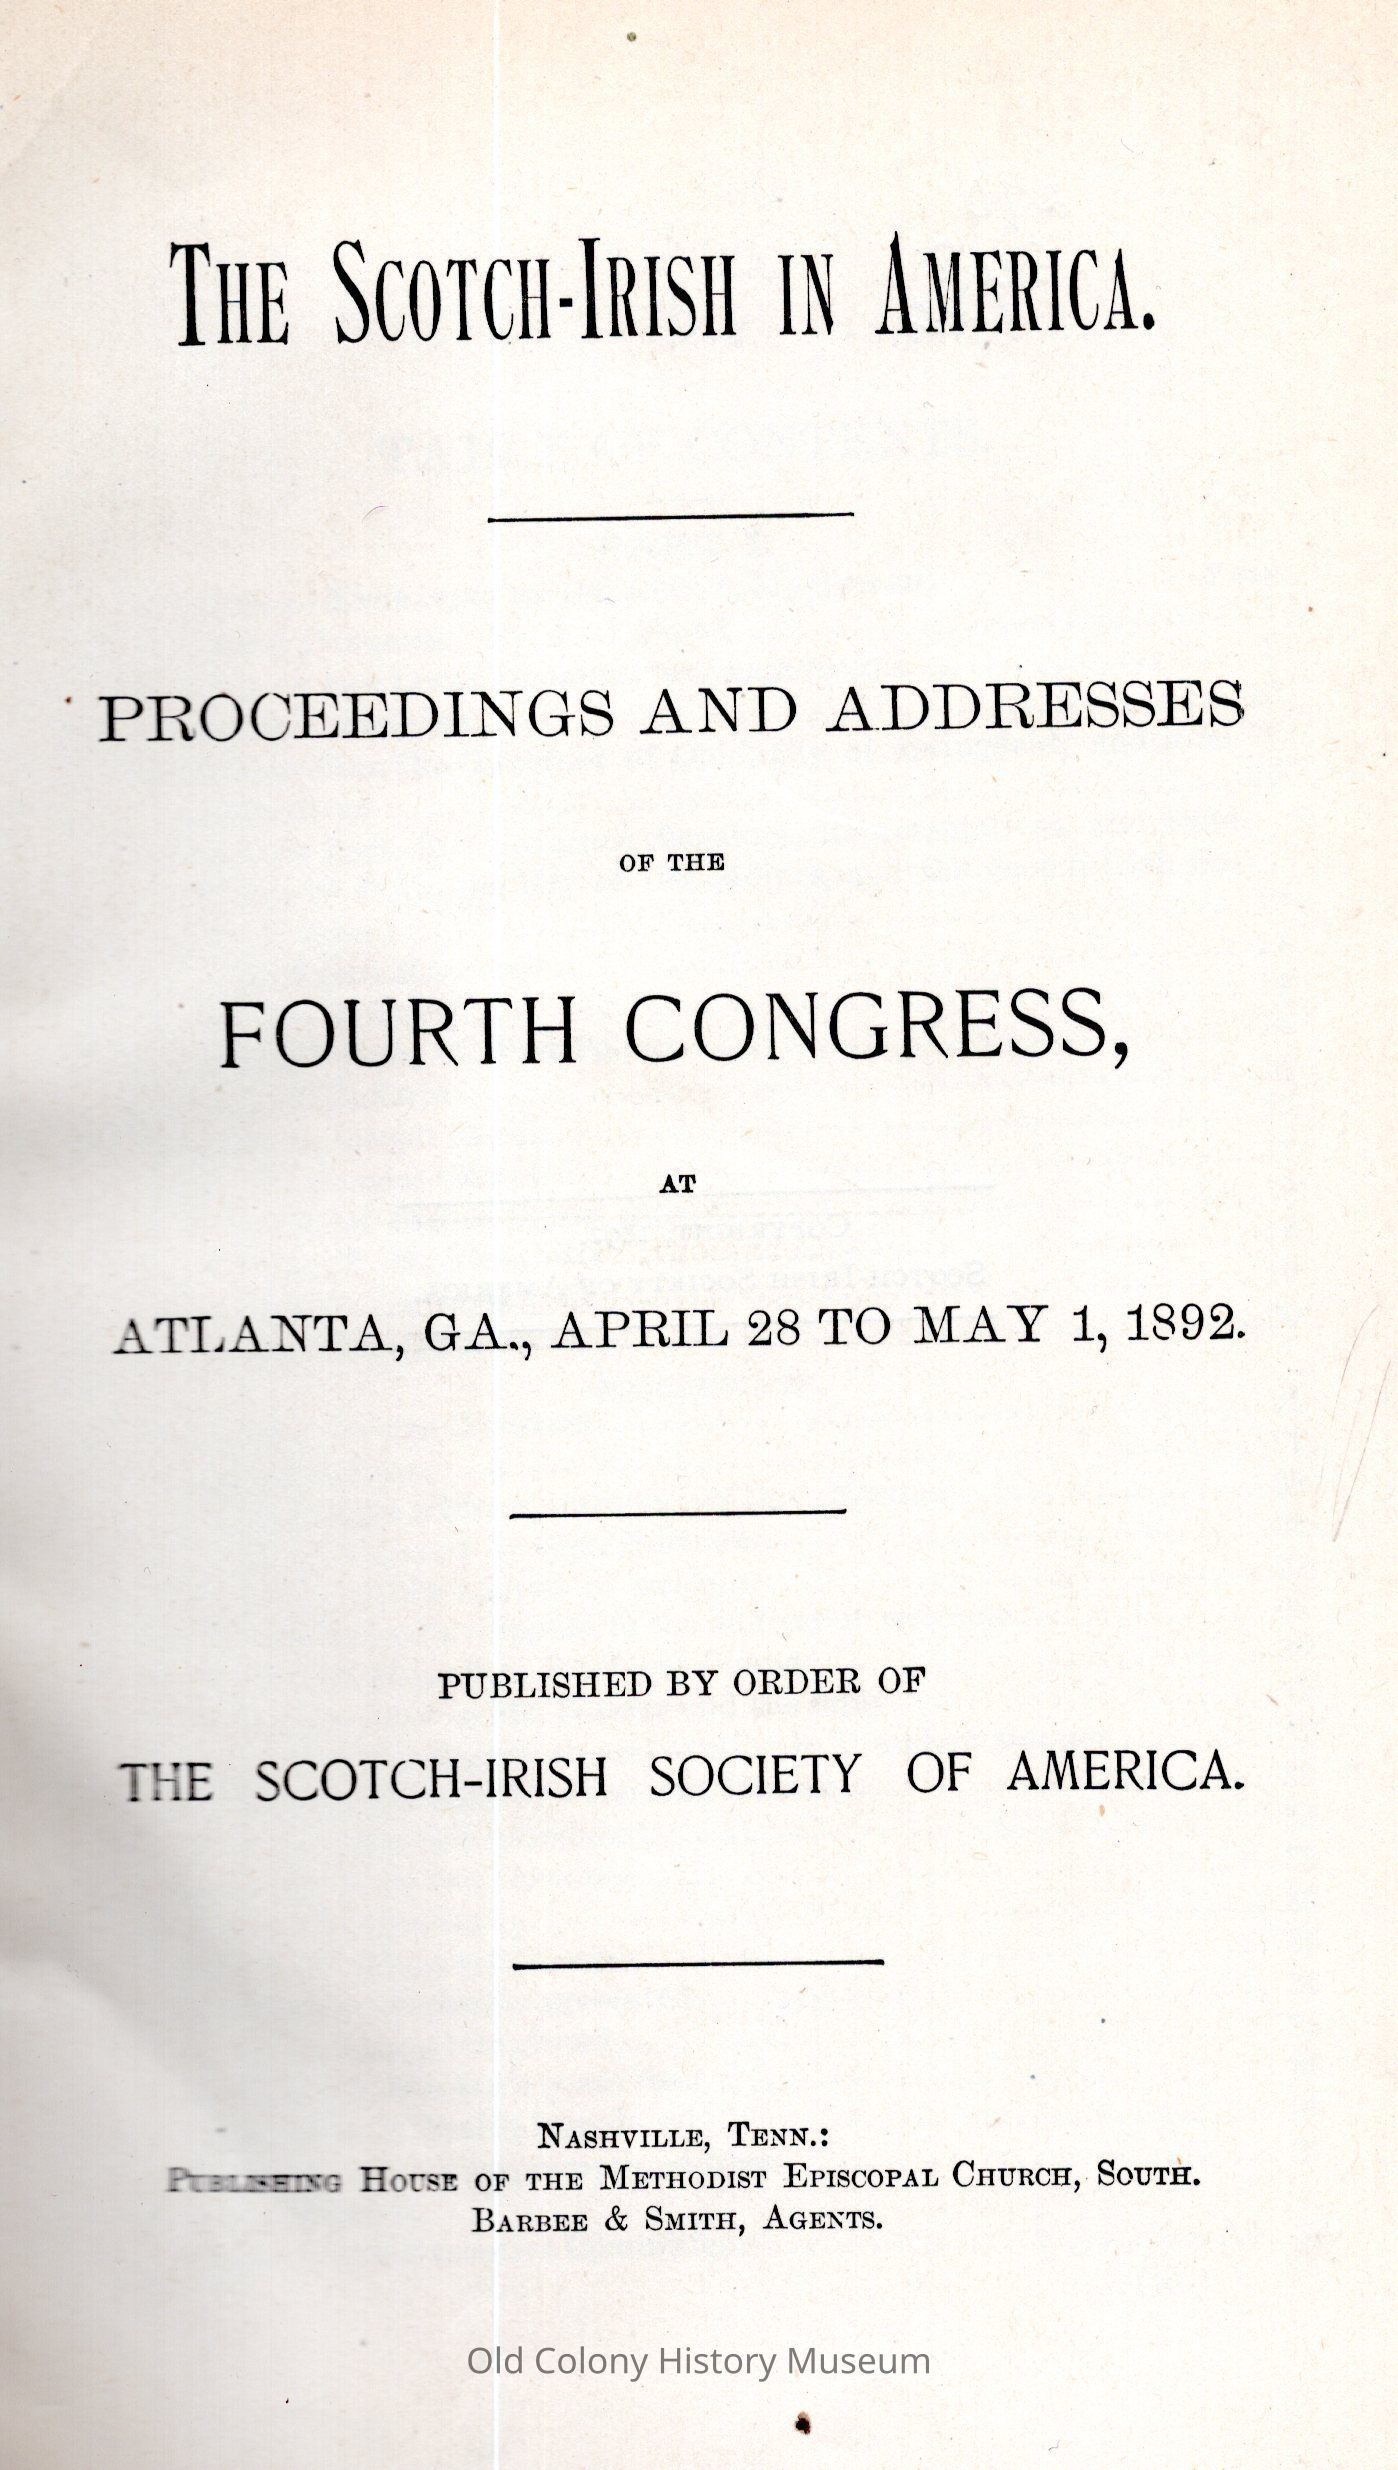 The Scotch-Irish in America.
PROCEEDINGS AND ADDRESSES
OF THE
FOURTH CONGRESS,
AT
ATLANTA, GA., APRIL 28 TO MAY 1, 1892.
PUBLISHED BY ORDER OF
THE SCOTCH-IRISH SOCIETY OF AMERICA.
Nashville, Tenn.:
Publishing House of the Methodist Episcopal Church, South.
Barbee & Smith, Agents.
Old Colony History Museum